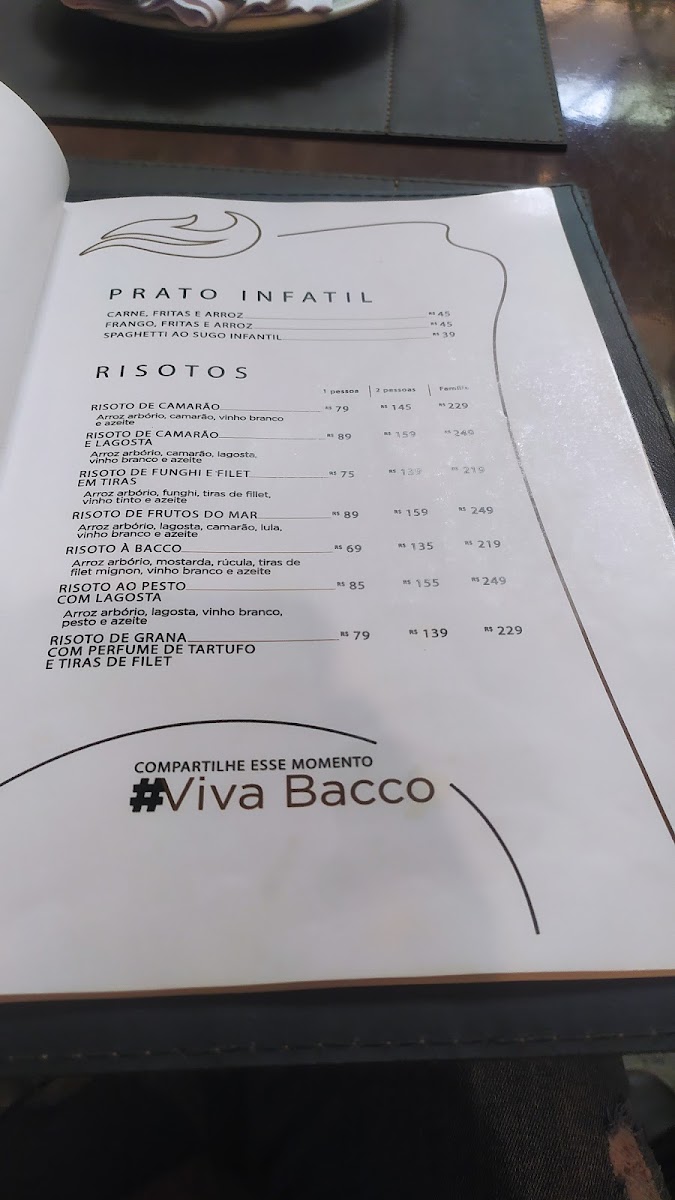 PRATO INFATIL
CARNE, FRITAS E ARROZ R$ 45
FRANGO, FRITAS E ARROZ R$ 45
SPAGHETTI AO SUGO INFANTIL R$ 39
RISOTOS
1 pessoa 2 pessoas Família
RISOTO DE CAMARÃO R$ 79 R$ 145 R$ 229
Arroz arbório, camarão, vinho branco
e azeite
RISOTO DE CAMARÃO R$ 89 R$ 159 R$ 249
E LAGOSTA
Arroz arbório, camarão, lagosta,
vinho branco e azeite
RISOTO DE FUNGHI E FILET R$ 75 R$ 139 R$ 219
EM TIRAS
Arroz arbório, funghi, tiras de fillet,
vinho tinto e azeite
RISOTO DE FRUTOS DO MAR R$ 89 R$ 159 R$ 249
Arroz arbório, lagosta, camarão, lula,
vinho branco e azeite
RISOTO À BACCO R$ 69 R$ 135 R$ 219
Arroz arbório, mostarda, rúcula, tiras de
filet mignon, vinho branco e azeite
RISOTO AO PESTO R$ 85 R$ 155 R$ 249
COM LAGOSTA
Arroz arbório, lagosta, vinho branco,
pesto e azeite
RISOTO DE GRANA R$ 79 R$ 139 R$ 229
COM PERFUME DE TARTUFO
E TIRAS DE FILET
COMPARTILHE ESSE MOMENTO
#Viva Bacco